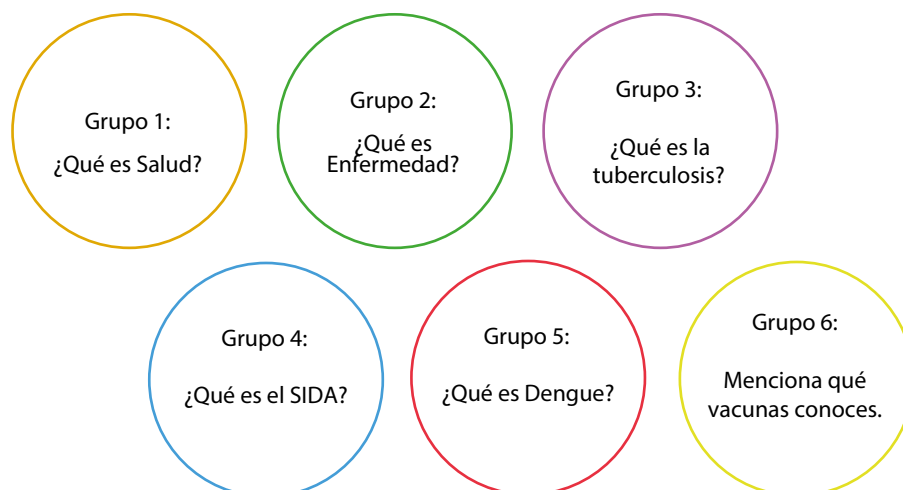 Grupo 1:
¿Qué es Salud?
Grupo 2:
¿Qué es
Enfermedad?
Grupo 3:
¿Qué es la
tuberculosis?
Grupo 4:
¿Qué es el SIDA?
Grupo 5:
¿Qué es Dengue?
Grupo 6:
Menciona qué
vacunas conoces.